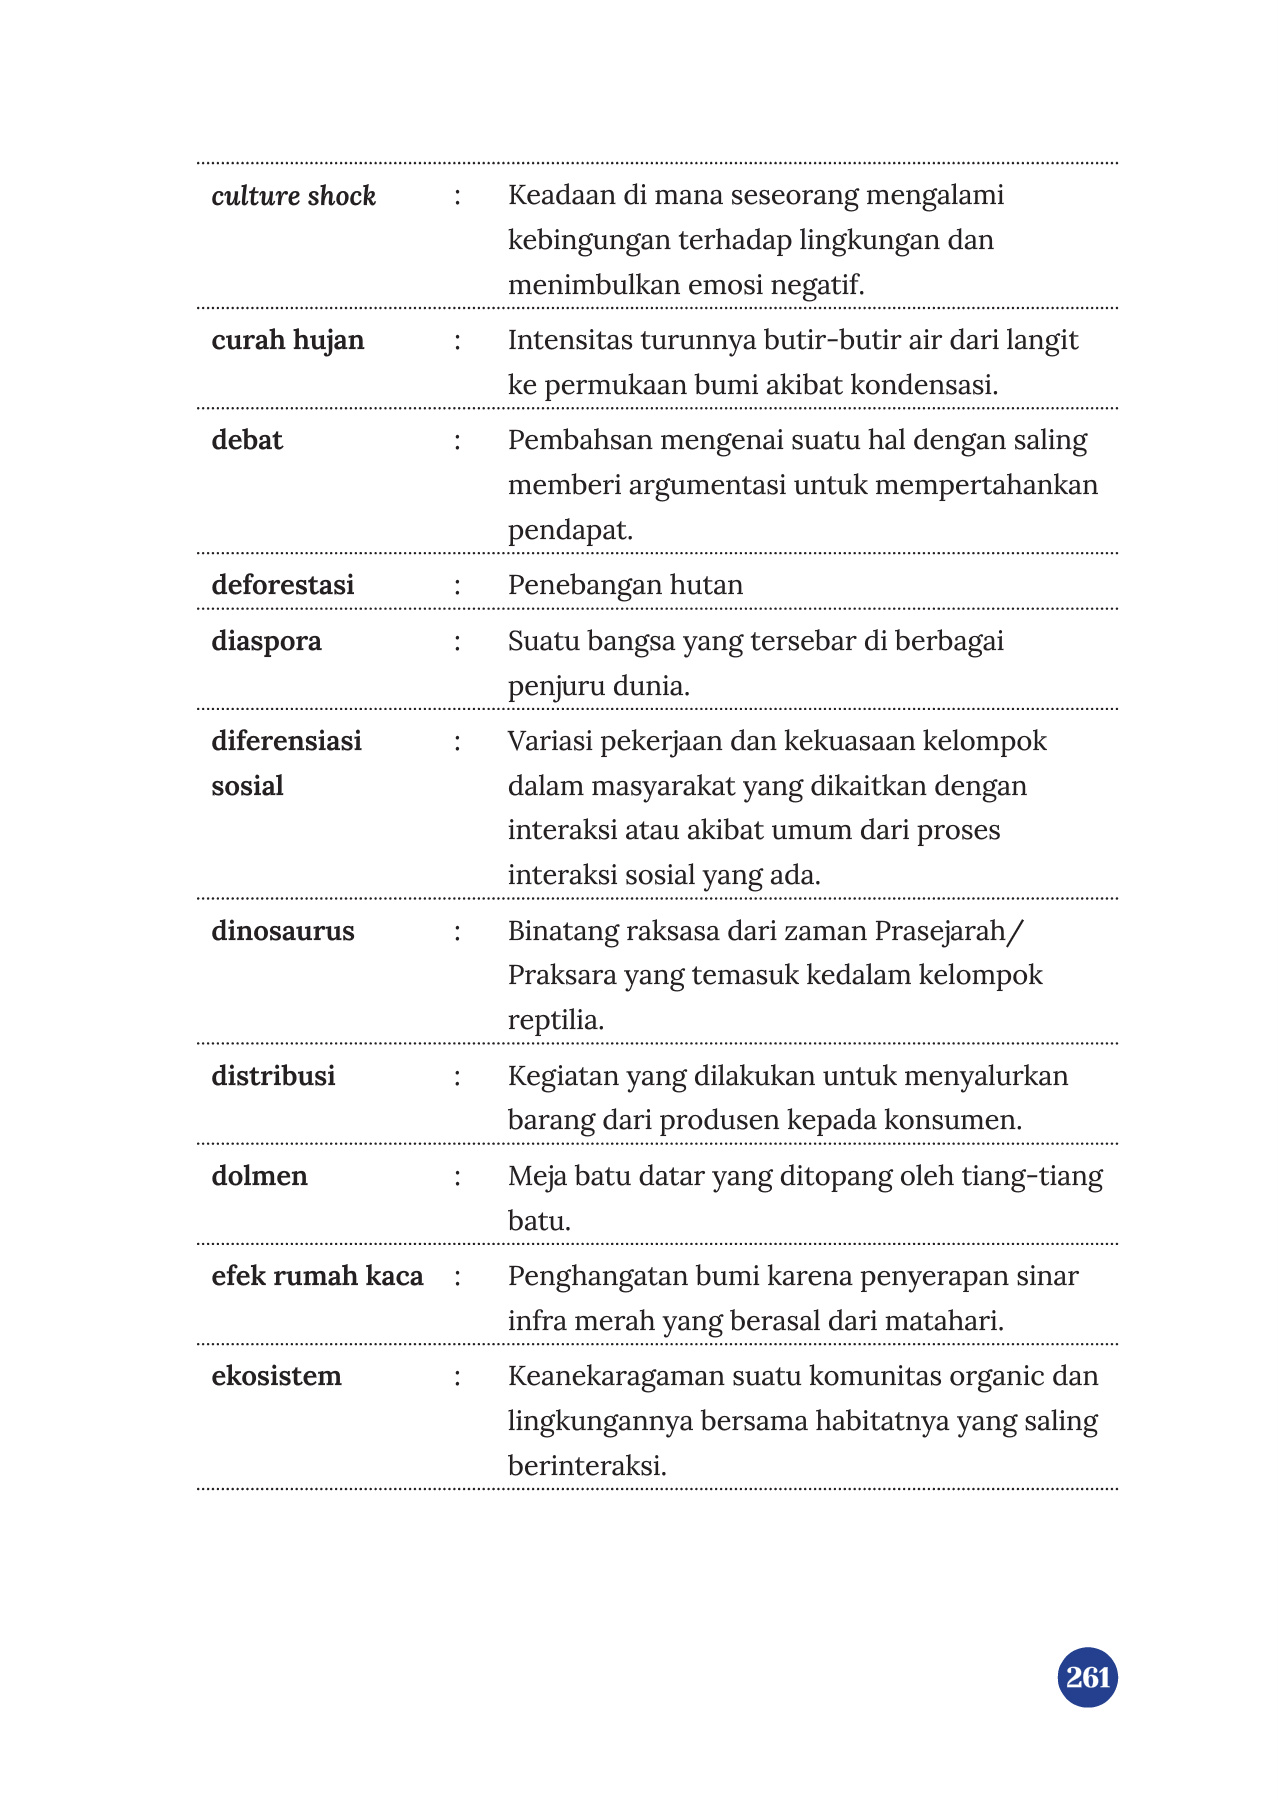 culture shock : Keadaan di mana seseorang mengalami
kebingungan terhadap lingkungan dan
menimbulkan emosi negatif.
curah hujan : Intensitas turunnya butir-butir air dari langit
ke permukaan bumi akibat kondensasi.
debat : Pembahsan mengenai suatu hal dengan saling
memberi argumentasi untuk mempertahankan
pendapat.
deforestasi : Penebangan hutan
diaspora : Suatu bangsa yang tersebar di berbagai
penjuru dunia.
diferensiasi : Variasi pekerjaan dan kekuasaan kelompok
sosial dalam masyarakat yang dikaitkan dengan
interaksi atau akibat umum dari proses
interaksi sosial yang ada.
dinosaurus : Binatang raksasa dari zaman Prasejarah/
Praksara yang temasuk kedalam kelompok
reptilia.
distribusi : Kegiatan yang dilakukan untuk menyalurkan
barang dari produsen kepada konsumen.
dolmen : Meja batu datar yang ditopang oleh tiang-tiang
batu.
efek rumah kaca : Penghangatan bumi karena penyerapan sinar
infra merah yang berasal dari matahari.
ekosistem : Keanekaragaman suatu komunitas organic dan
lingkungannya bersama habitatnya yang saling
berinteraksi.
261